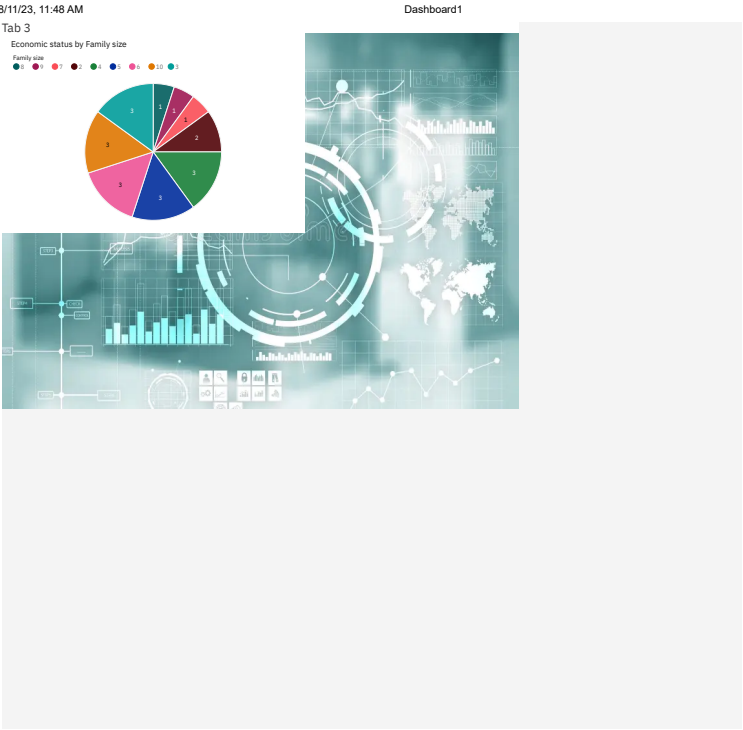 8/11/23, 11:48 AM Dashboard1
Tab 3
Economic status by Family size
Family size
8 9 7 2 4 5 6 10 3
3 1 1 1 2 3 3 3 3